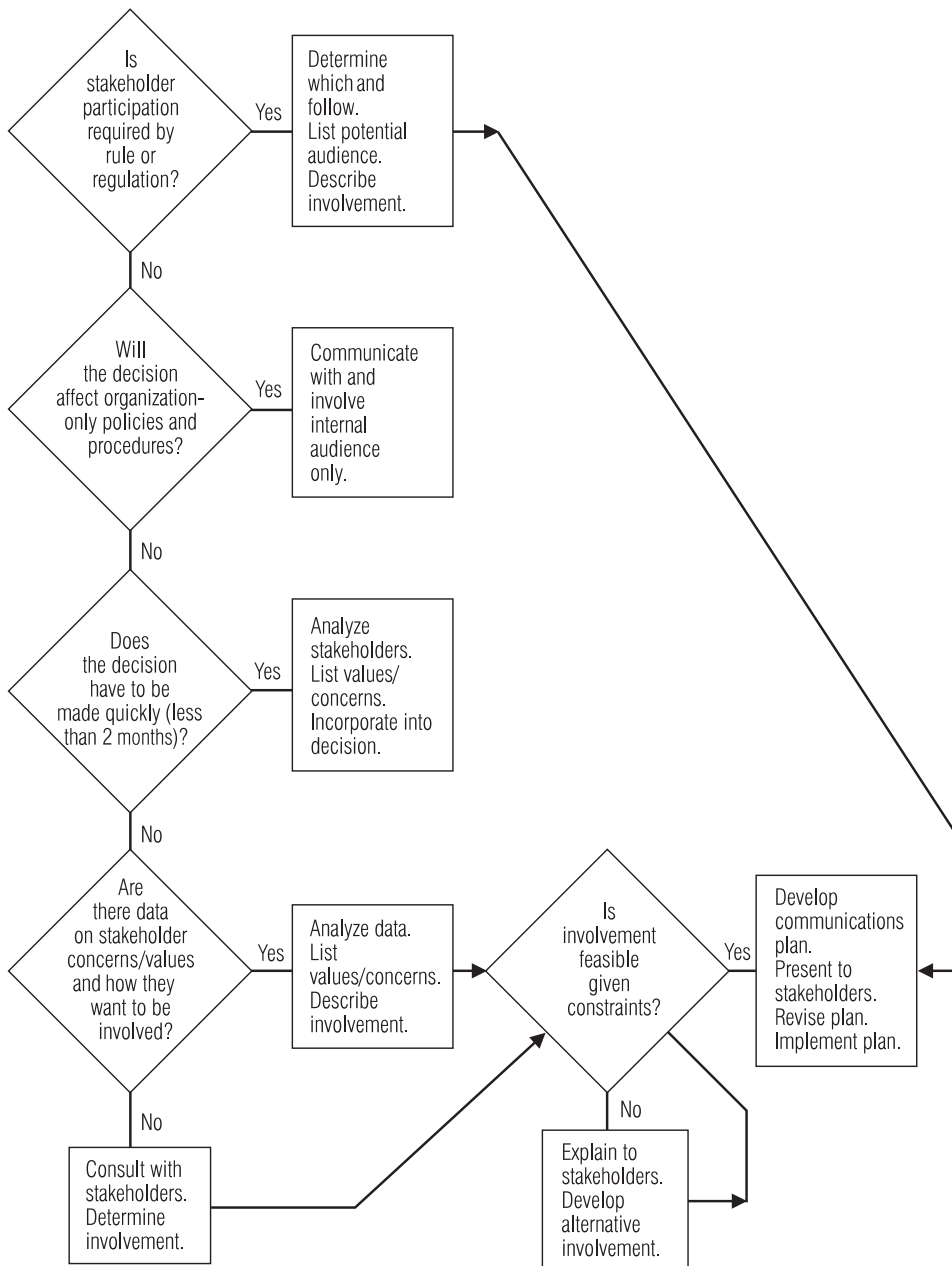 Is
stakeholder
participation
required by
rule or
regulation?
Yes
Determine
which and
follow.
List potential
audience.
Describe
involvement.
No
Will
the decision
affect organization-
only policies and
procedures?
Yes
Communicate
with and
involve
internal
audience
only.
No
Does
the decision
have to be
made quickly (less
than 2 months)?
Yes
Analyze
stakeholders.
List values/
concerns.
Incorporate into
decision.
No
Are
there data
on stakeholder
concerns/values
and how they
want to be
involved?
Yes
Analyze data.
List
values/concerns.
Describe
involvement.
Is
involvement
feasible
given
constraints?
Yes
Develop
communications
plan.
Present to
stakeholders.
Revise plan.
Implement plan.
No
Consult with
stakeholders.
Determine
involvement.
No
Explain to
stakeholders.
Develop
alternative
involvement.